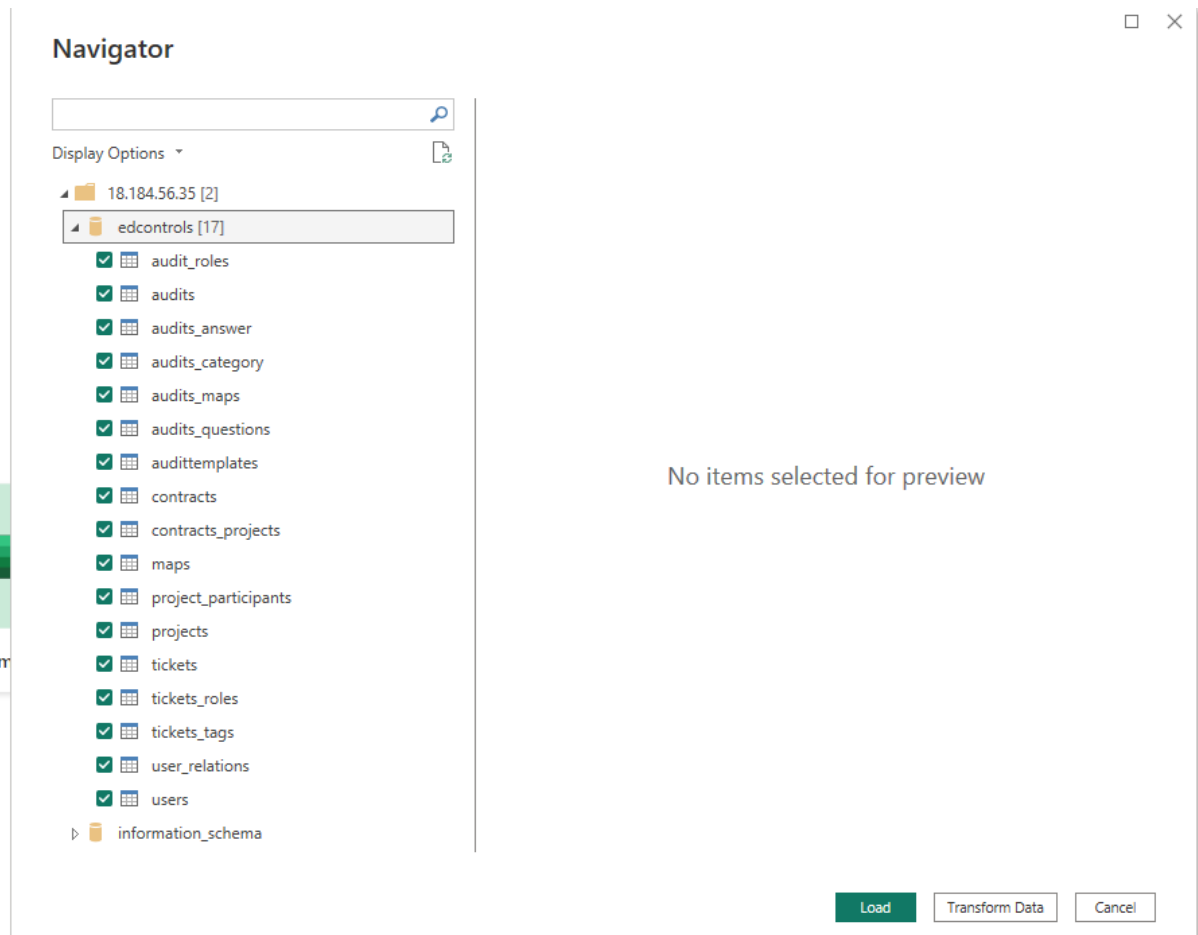 Navigator
Display Options
18.184.56.35 [2]
edcontrols [17]
audit_roles
audits
audits_answer
audits_category
audits_maps
audits_questions
audittemplates
contracts
contracts_projects
maps
project_participants
projects
tickets
tickets_roles
tickets_tags
user_relations
users
information_schema
No items selected for preview
m
Load Transform Data Cancel